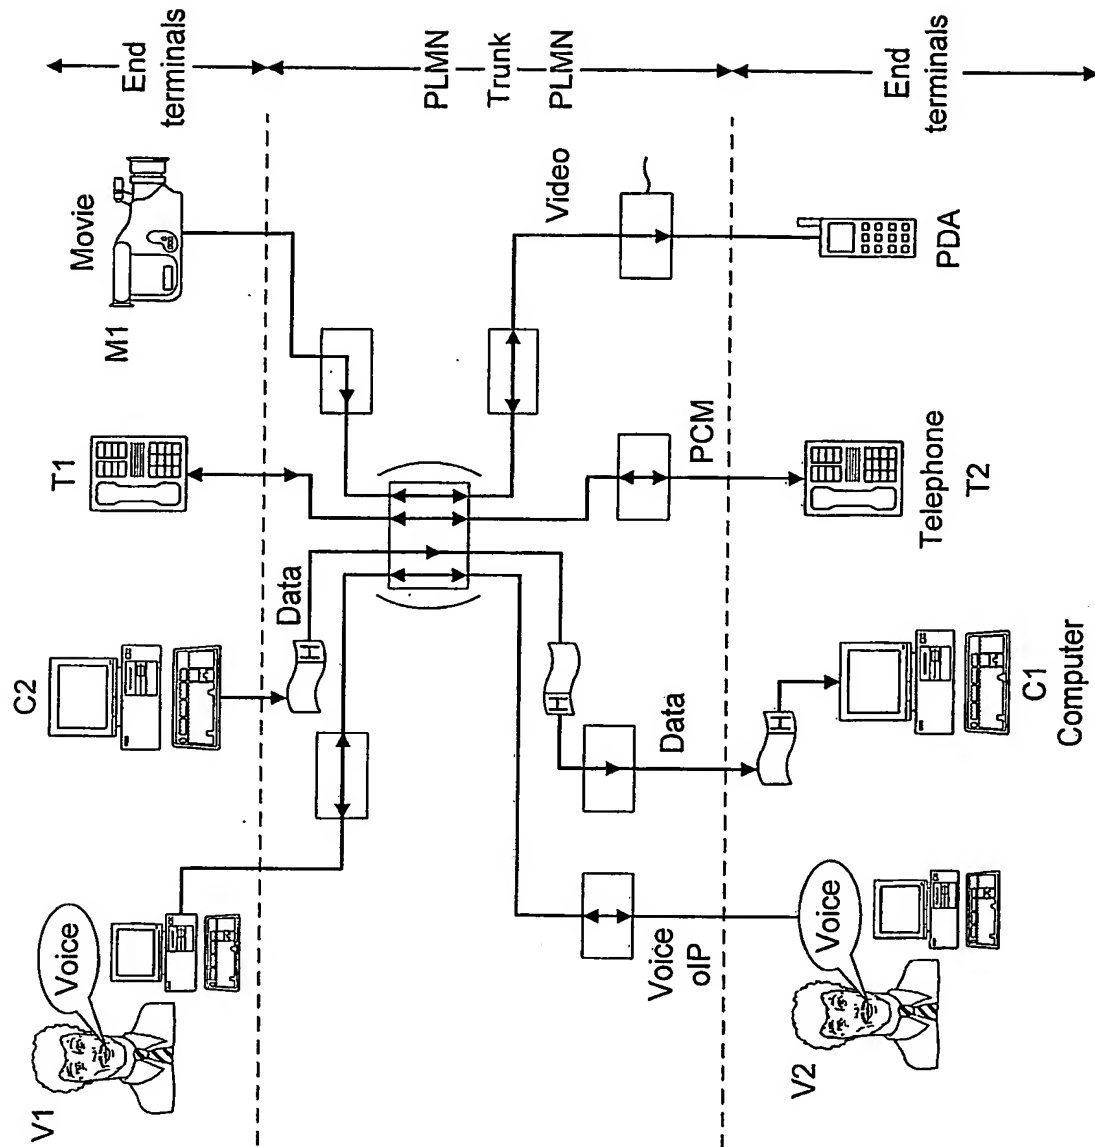 V1
Voice
C2
T1
M1
Movie
End
terminals
Data
H
PLMN
Trunk
PLMN
H
Voice
oIP
Data
PCM
Video
H
V2
Voice
C1
Computer
Telephone
T2
PDA
End
terminals